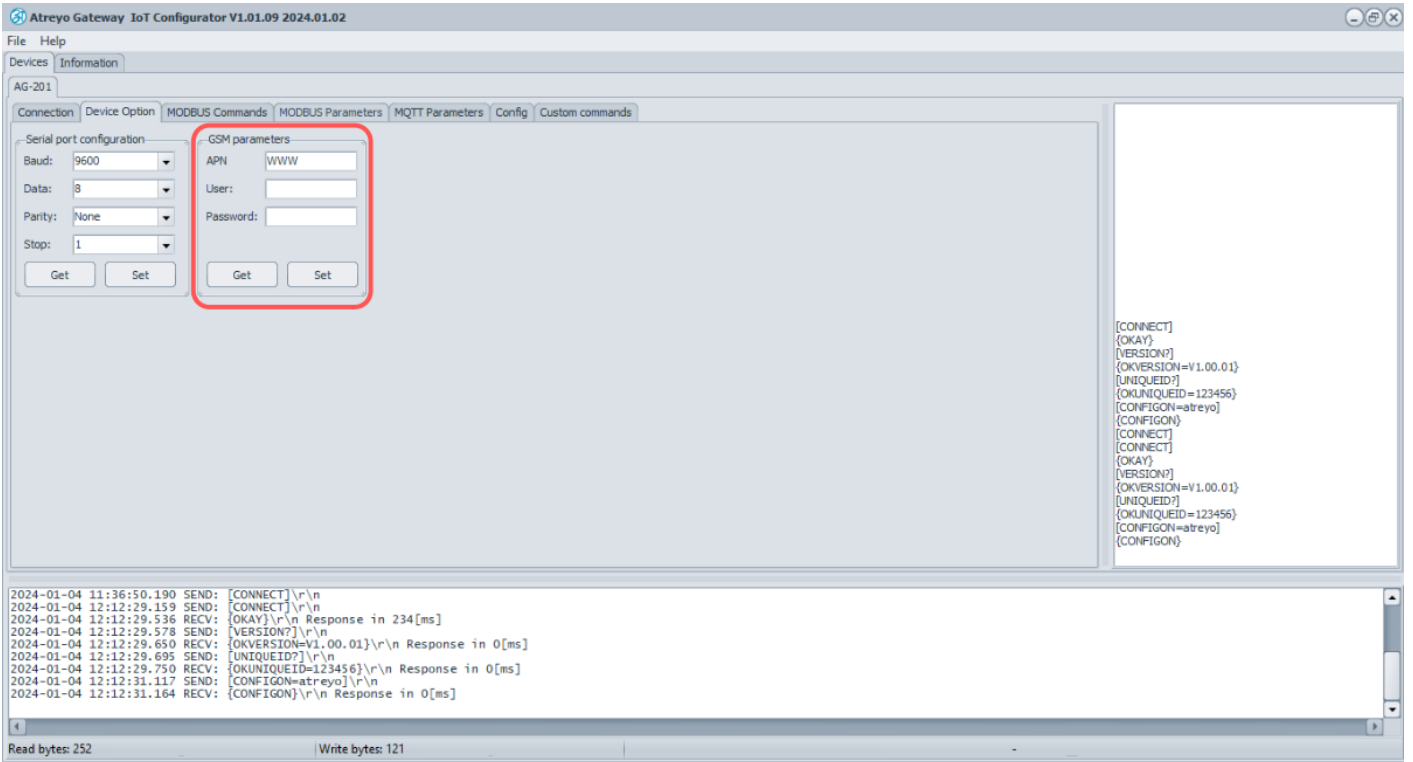 Atreyo Gateway IoT Configurator V1.01.09 2024.01.02
File Help
Devices Information
AG-201
Connection Device Option MODBUS Commands MODBUS Parameters MQTT Parameters Config Custom commands
Serial port configuration
Baud: 9600
Data: 8
Parity: None
Stop: 1
Get Set
GSM parameters
APN WWW
User:
Password:
Get Set
[CONNECT]
{OKAY}
[VERSION?]
{OKVERSION=V1.00.01}
[UNIQUEID?]
{OKUNIQUEID=123456}
[CONFIGON=atreyo]
{CONFIGON}
[CONNECT]
[CONNECT]
{OKAY}
[VERSION?]
{OKVERSION=V1.00.01}
[UNIQUEID?]
{OKUNIQUEID=123456}
[CONFIGON=atreyo]
{CONFIGON}
2024-01-04 11:36:50.190 SEND: [CONNECT]\r\n
2024-01-04 12:12:29.159 SEND: [CONNECT]\r\n
2024-01-04 12:12:29.536 RECV: {OKAY}\r\n Response in 234[ms]
2024-01-04 12:12:29.578 SEND: [VERSION?]\r\n
2024-01-04 12:12:29.650 RECV: {OKVERSION=V1.00.01}\r\n Response in 0[ms]
2024-01-04 12:12:29.695 SEND: [UNIQUEID?]\r\n
2024-01-04 12:12:29.750 RECV: {OKUNIQUEID=123456}\r\n Response in 0[ms]
2024-01-04 12:12:31.117 SEND: [CONFIGON=atreyo]\r\n
2024-01-04 12:12:31.164 RECV: {CONFIGON}\r\n Response in 0[ms]
Read bytes: 252 Write bytes: 121 -